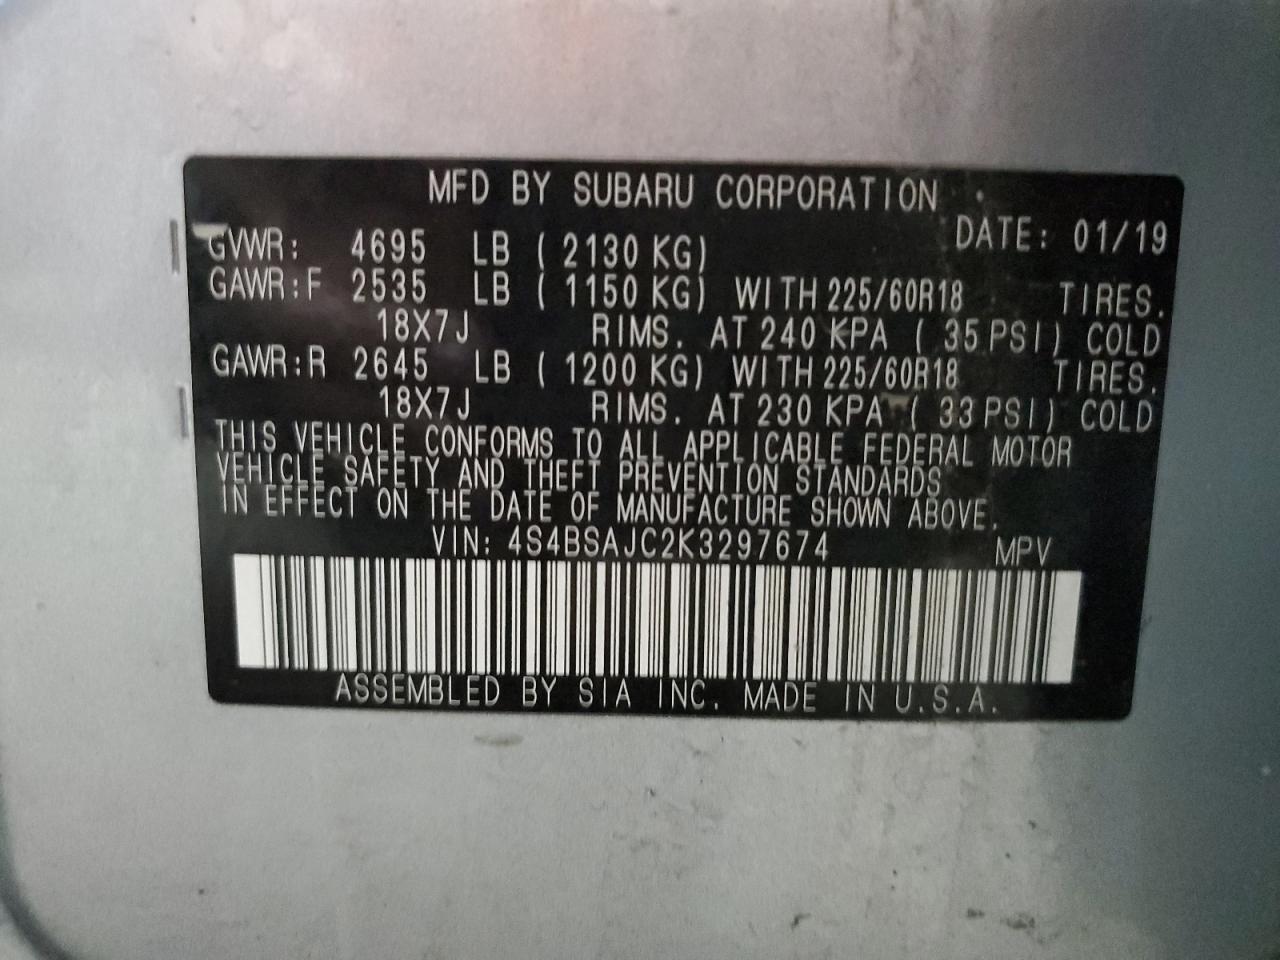 MFD BY SUBARU CORPORATION
DATE: 01/19
GVWR: 4695 LB ( 2130 KG)
GAWR:F 2535 LB ( 1150 KG) WITH 225/60R18 TIRES.
18X7J RIMS. AT 240 KPA ( 35 PSI) COLD
GAWR:R 2645 LB ( 1200 KG) WITH 225/60R18 TIRES.
18X7J RIMS. AT 230 KPA ( 33 PSI) COLD
THIS VEHICLE CONFORMS TO ALL APPLICABLE FEDERAL MOTOR
VEHICLE SAFETY AND THEFT PREVENTION STANDARDS
IN EFFECT ON THE DATE OF MANUFACTURE SHOWN ABOVE.
VIN: 4S4BSAJC2K3297674 MPV
ASSEMBLED BY SIA INC. MADE IN U.S.A.